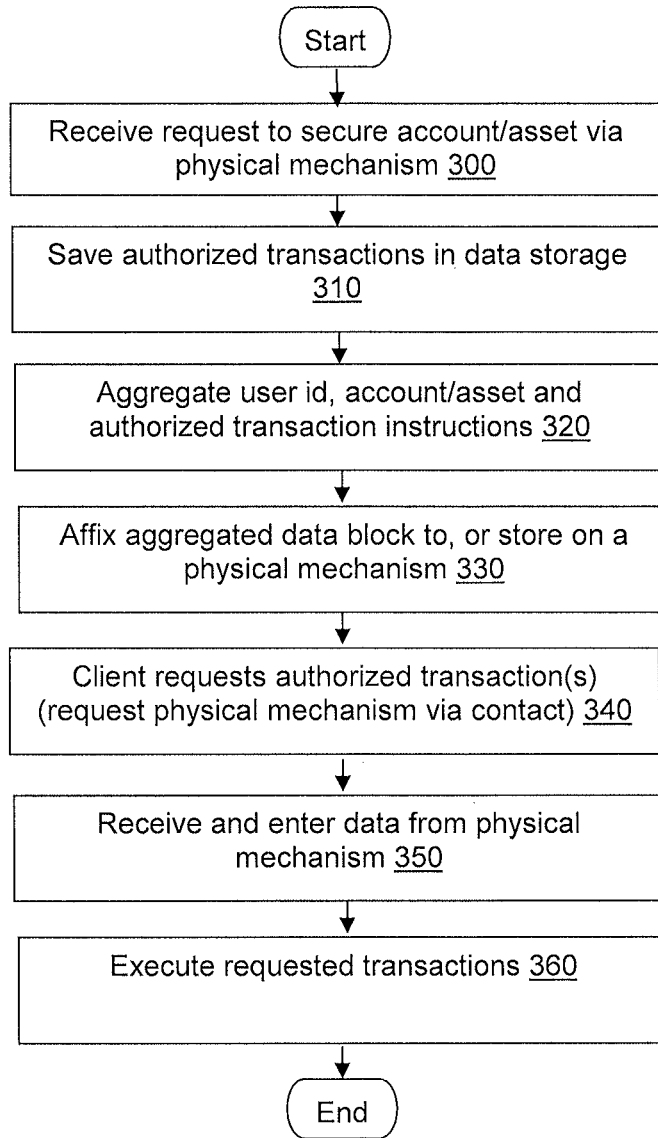 Start
Receive request to secure account/asset via
physical mechanism 300
Save authorized transactions in data storage
310
Aggregate user id, account/asset and
authorized transaction instructions 320
Affix aggregated data block to, or store on a
physical mechanism 330
Client requests authorized transaction(s)
(request physical mechanism via contact) 340
Receive and enter data from physical
mechanism 350
Execute requested transactions 360
End